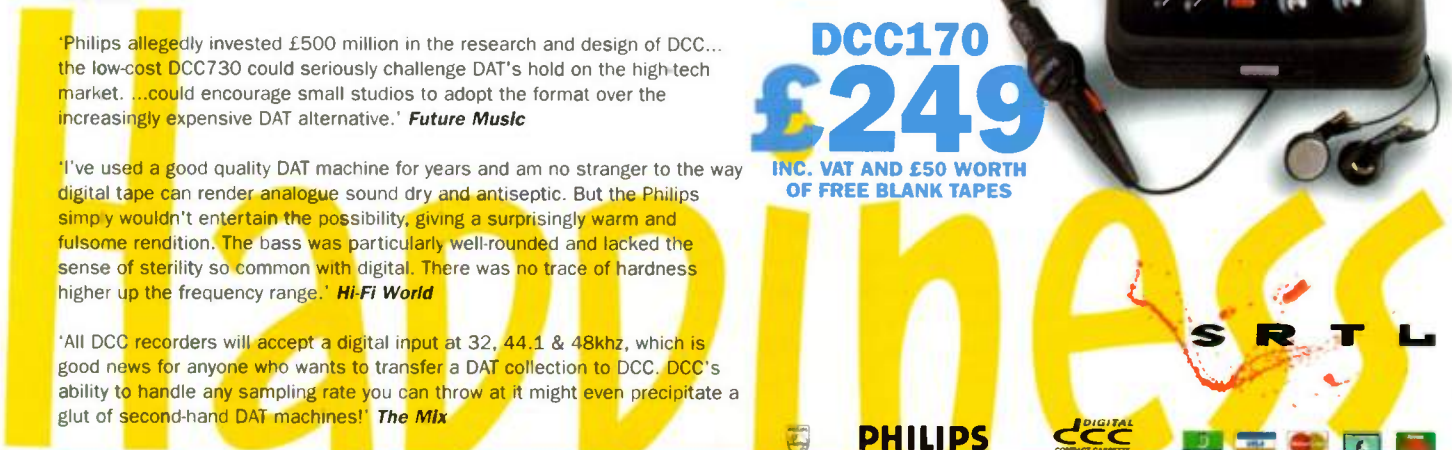 'Philips allegedly invested £500 million in the research and design of DCC...
the low-cost DCC730 could seriously challenge DAT's hold on the high-tech
market. ...could encourage small studios to adopt the format over the
increasingly expensive DAT alternative.' Future Music
'I've used a good quality DAT machine for years and am no stranger to the way
digital tape can render analogue sound dry and antiseptic. But the Philips
simply wouldn't entertain the possibility, giving a surprisingly warm and
fulsome rendition. The bass was particularly well-rounded and lacked the
sense of sterility so common with digital. There was no trace of hardness
higher up the frequency range.' Hi-Fi World
'All DCC recorders will accept a digital input at 32, 44.1 & 48khz, which is
good news for anyone who wants to transfer a DAT collection to DCC. DCC's
ability to handle any sampling rate you can throw at it might even precipitate a
glut of second-hand DAT machines!' The Mix
DCC170
£249
INC. VAT AND £50 WORTH
OF FREE BLANK TAPES
Happiness
SRTL
PHILIPS
DIGITAL
dcc
COMPACT CASSETTE
VISA